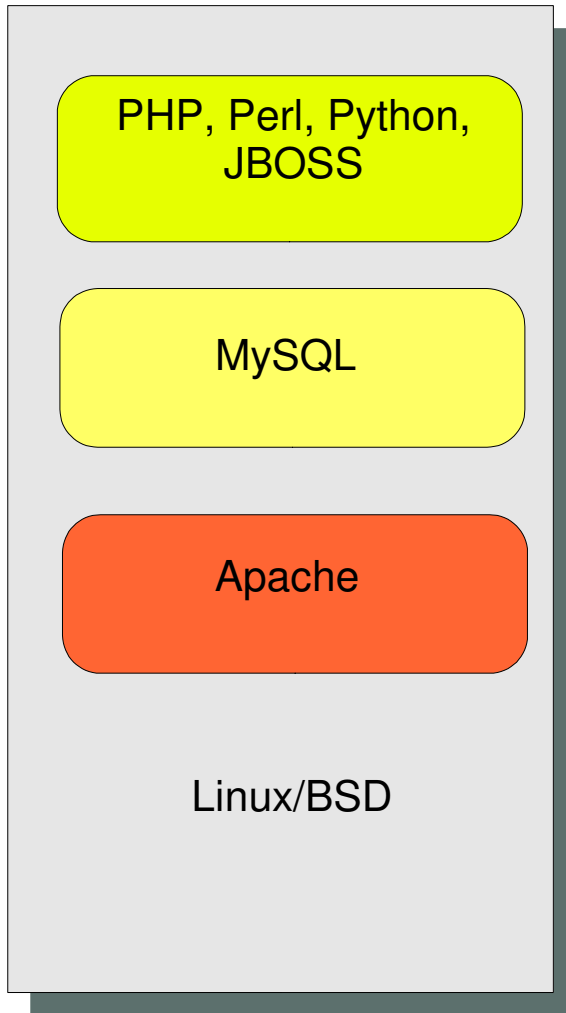 PHP, Perl, Python,
JBOSS
MySQL
Apache
Linux/BSD